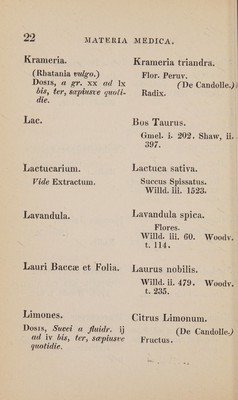 22 MATERIA MEDICA.
Krameria.
(Rhatania vulgo.)
Dosis, a gr. xx ad lx
bis, ter, sæpiusve quoti-
die.
Krameria triandra.
Flor. Peruv.
(De Candolle.)
Radix.
Lac.
Bos Taurus.
Gmel. i. 202. Shaw, ii.
397.
Lactucarium.
Vide Extractum.
Lactuca sativa.
Succus Spissatus.
Willd. iii. 1523.
Lavandula.
Lavandula spica.
Flores.
Willd. iii. 60. Woodv.
t. 114.
Lauri Baccæ et Folia.
Laurus nobilis.
Willd. ii. 479. Woodv.
t. 235.
Limones.
Dosis, Succi a fluidr. ij
ad iv bis, ter, sæpiusve
quotidie.
Citrus Limonum.
(De Candolle.)
Fructus.